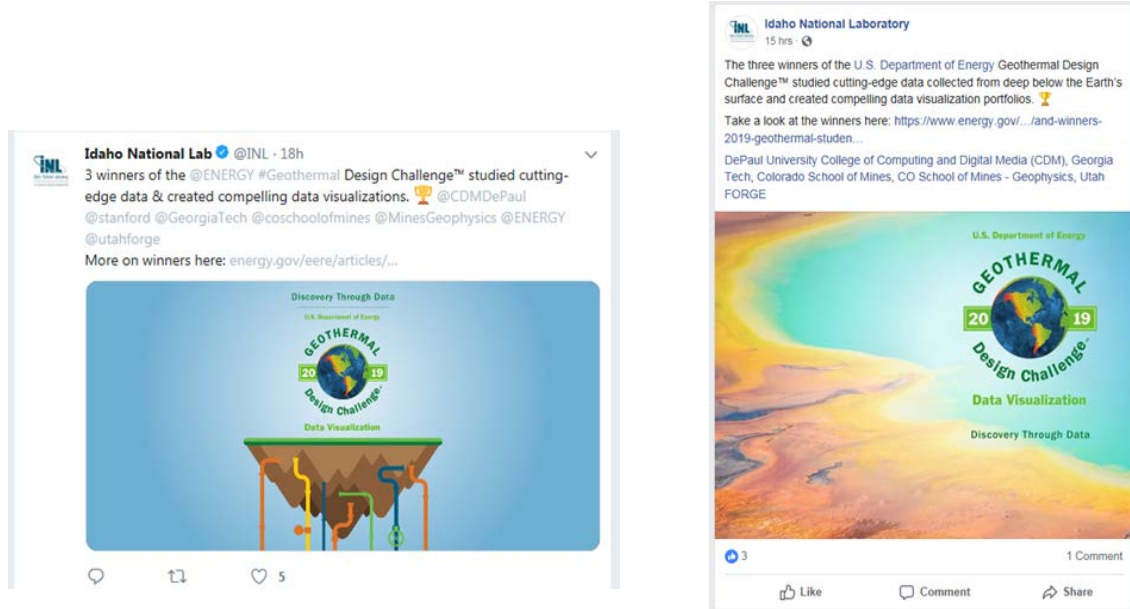 INL
Idaho National Lab @INL · 18h
3 winners of the @ENERGY #Geothermal Design Challenge™ studied cutting-
edge data & created compelling data visualizations. 🏆 @CDMDePaul
@stanford @GeorgiaTech @coschoolofmines @MinesGeophysics @ENERGY
@utahforge
More on winners here: energy.gov/eere/articles/...
Discovery Through Data
U.S. Department of Energy
GEOTHERMAL
20 19
Design Challenge™
Data Visualization
5
INL
Idaho National Laboratory
15 hrs ·
The three winners of the U.S. Department of Energy Geothermal Design
Challenge™ studied cutting-edge data collected from deep below the Earth's
surface and created compelling data visualization portfolios. 🏆
Take a look at the winners here: https://www.energy.gov/.../and-winners-
2019-geothermal-studen...
DePaul University College of Computing and Digital Media (CDM), Georgia
Tech, Colorado School of Mines, CO School of Mines - Geophysics, Utah
FORGE
U.S. Department of Energy
GEOTHERMAL
20 19
Design Challenge™
Data Visualization
Discovery Through Data
3
1 Comment
Like Comment Share